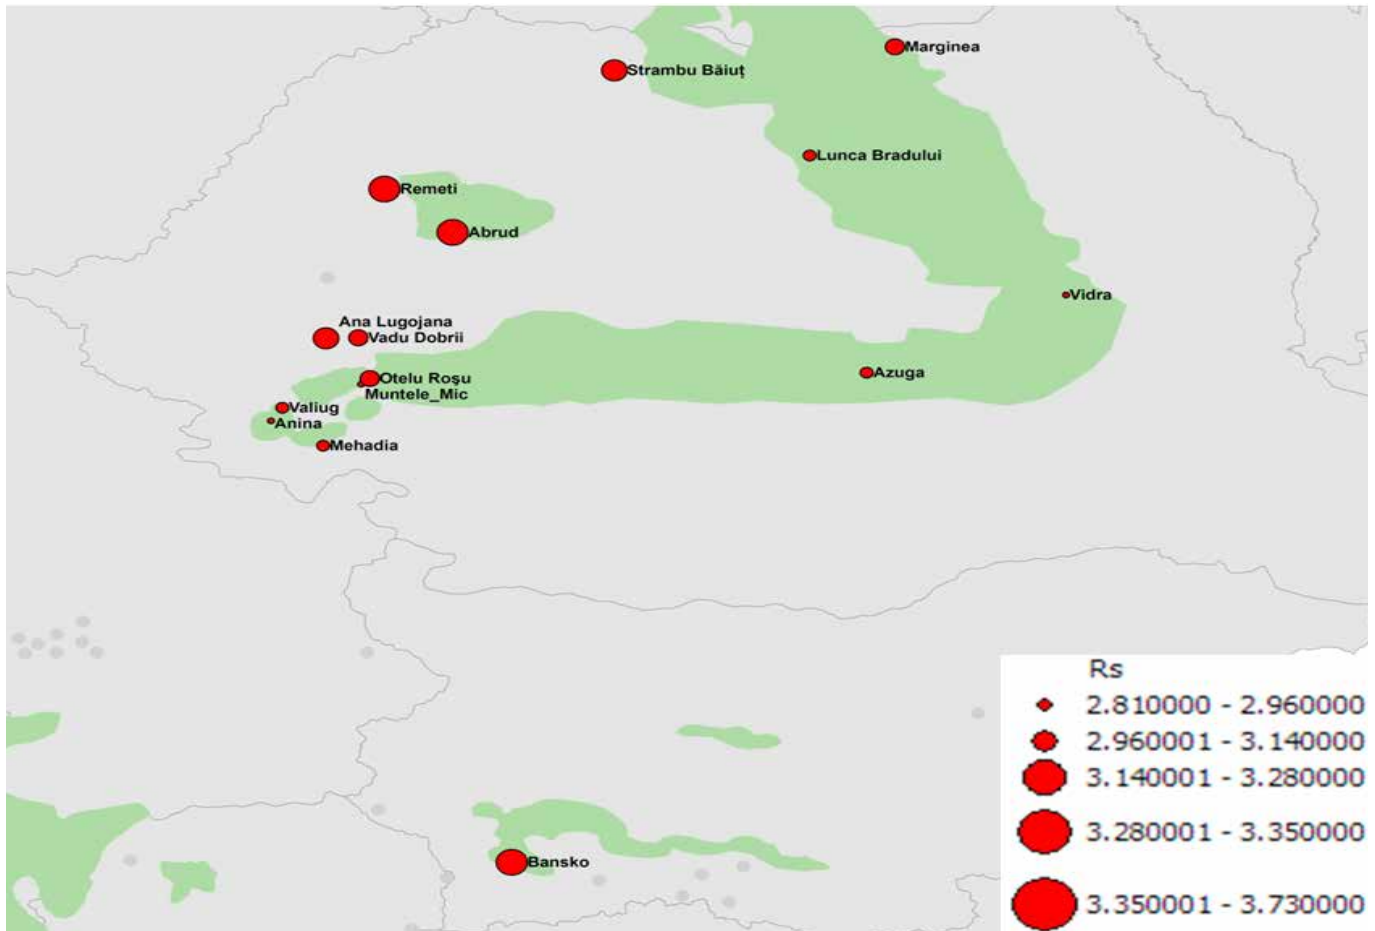 Marginea
Strambu Băiuț
Lunca Bradului
Remeti
Abrud
Vidra
Ana Lugojana
Vadu Dobrii
Azuga
Otelu Roşu
Muntele_Mic
Valiug
Anina
Mehadia
Bansko
Rs
2.810000 - 2.960000
2.960001 - 3.140000
3.140001 - 3.280000
3.280001 - 3.350000
3.350001 - 3.730000